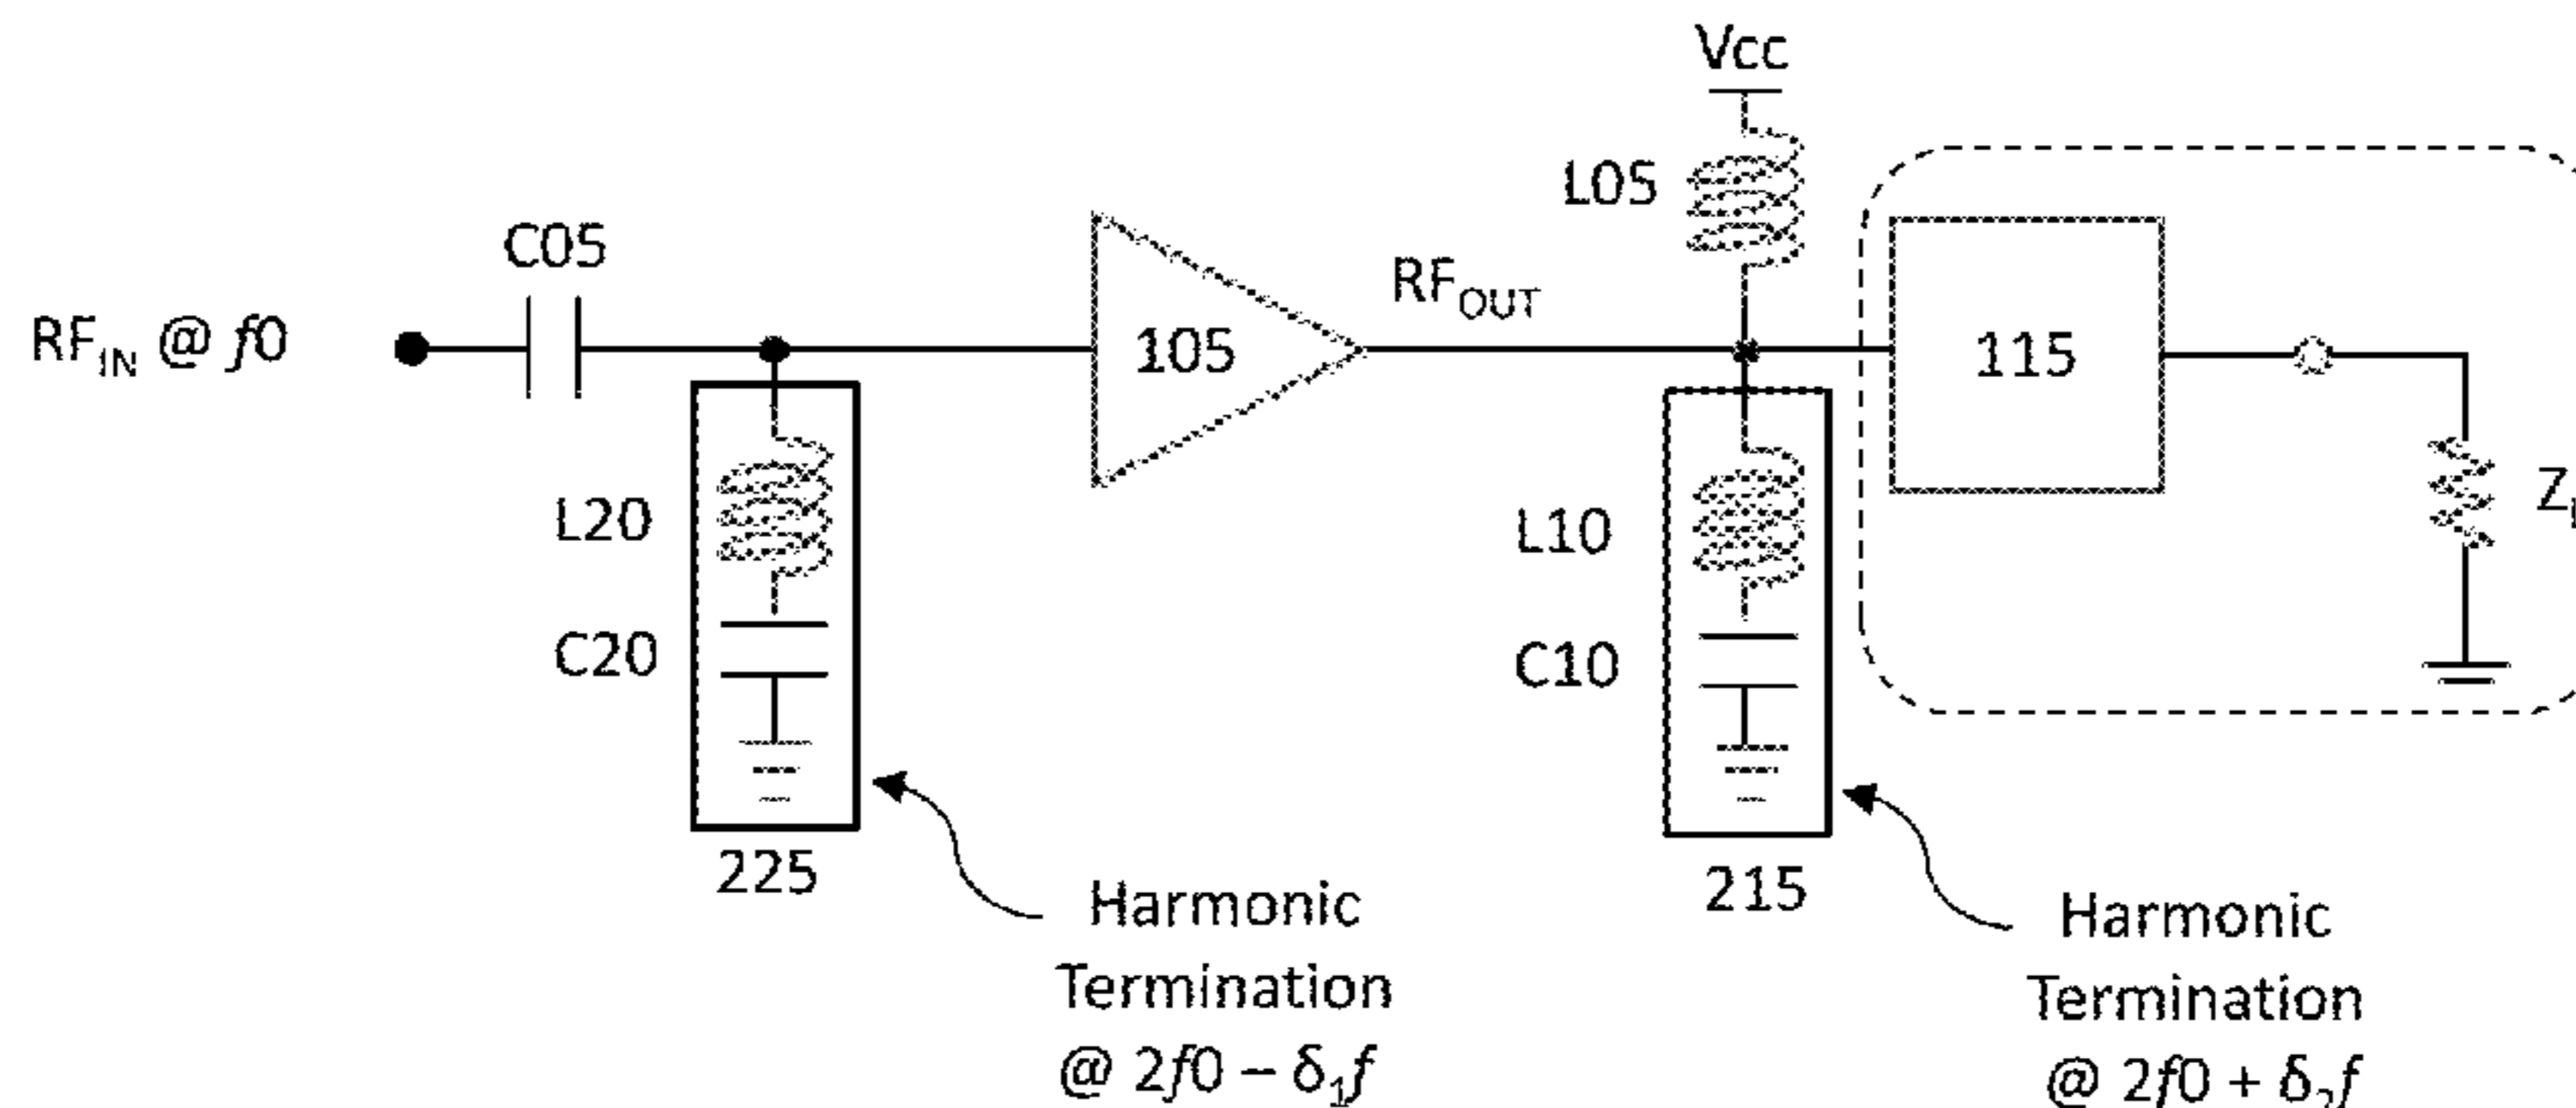 Vcc
L05
C05
RF_OUT
RF_IN @ f0
105
115
L20
L10
C20
C10
225
215
Harmonic
Termination
@ 2f0 – δ₁f
Harmonic
Termination
@ 2f0 + δ₂f